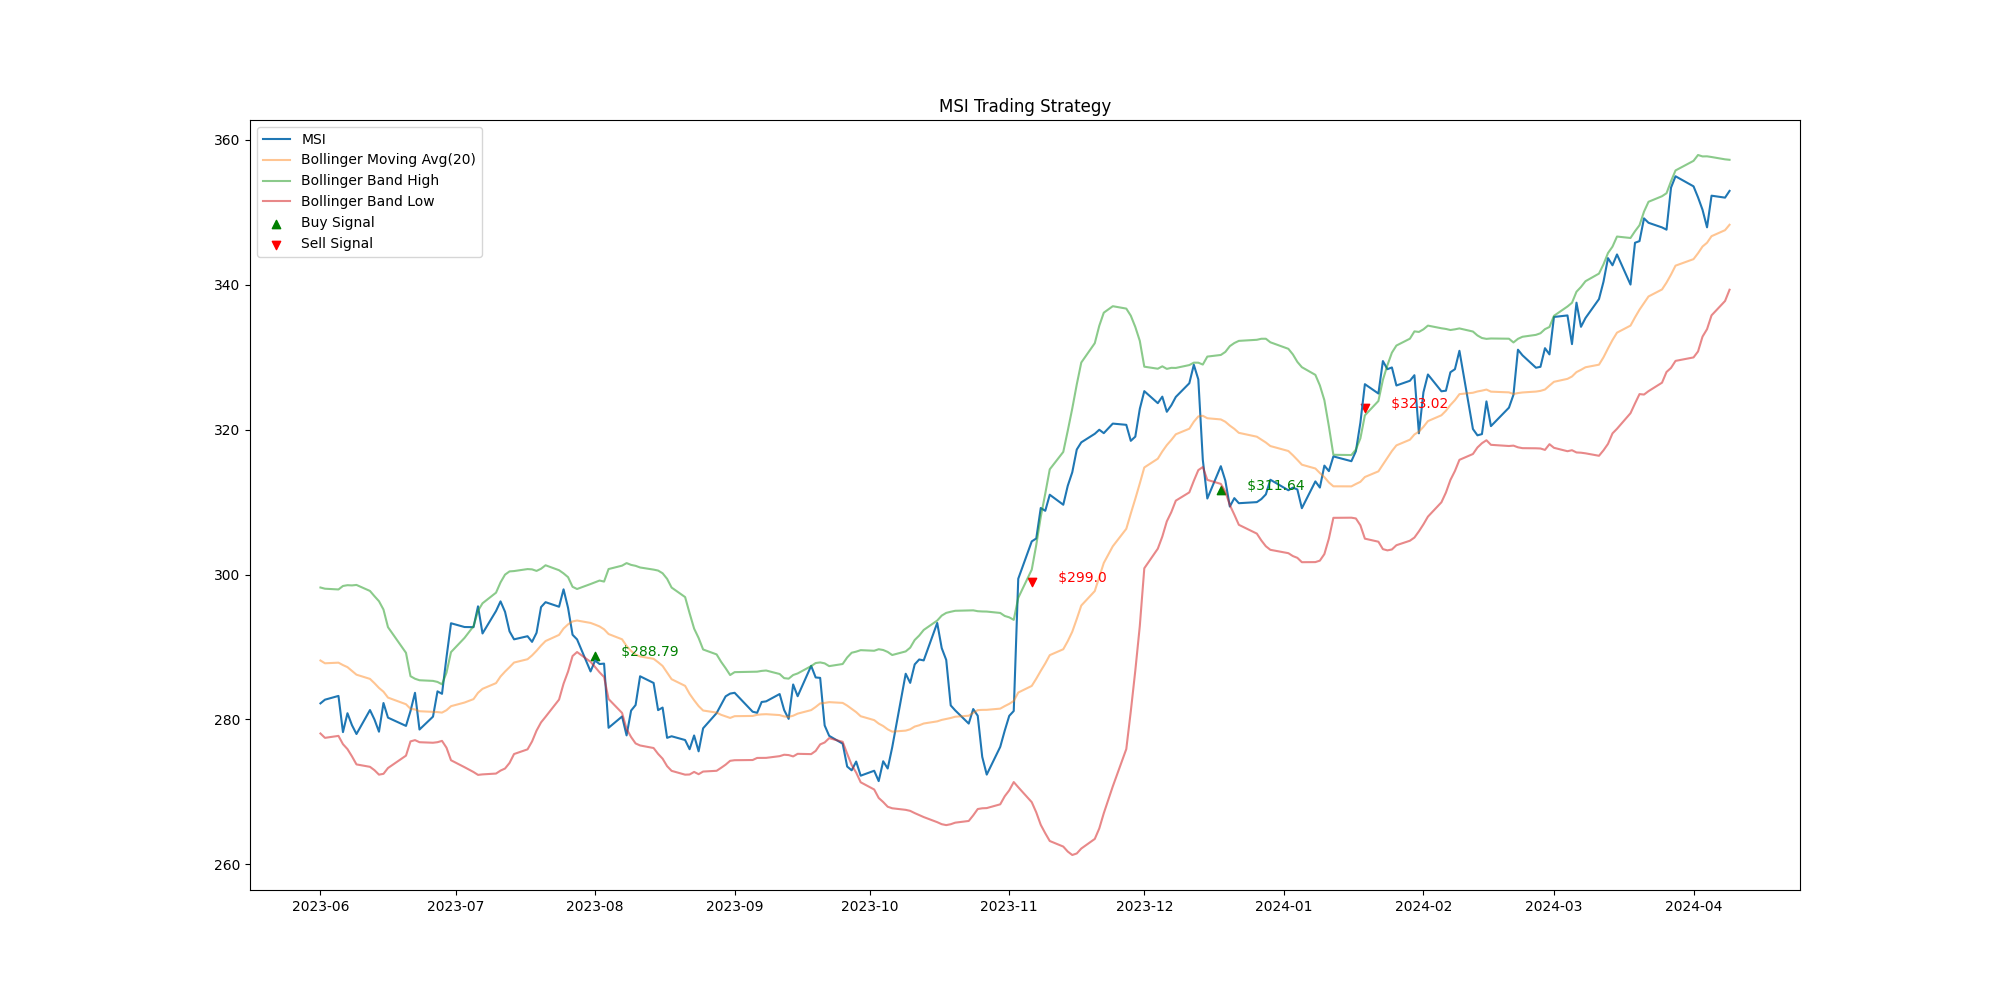 MSI Trading Strategy
360
340
320
300
280
260
MSI
Bollinger Moving Avg(20)
Bollinger Band High
Bollinger Band Low
Buy Signal
Sell Signal
$323.02
$311.64
$299.0
$288.79
2023-06 2023-07 2023-08 2023-09 2023-10 2023-11 2023-12 2024-01 2024-02 2024-03 2024-04